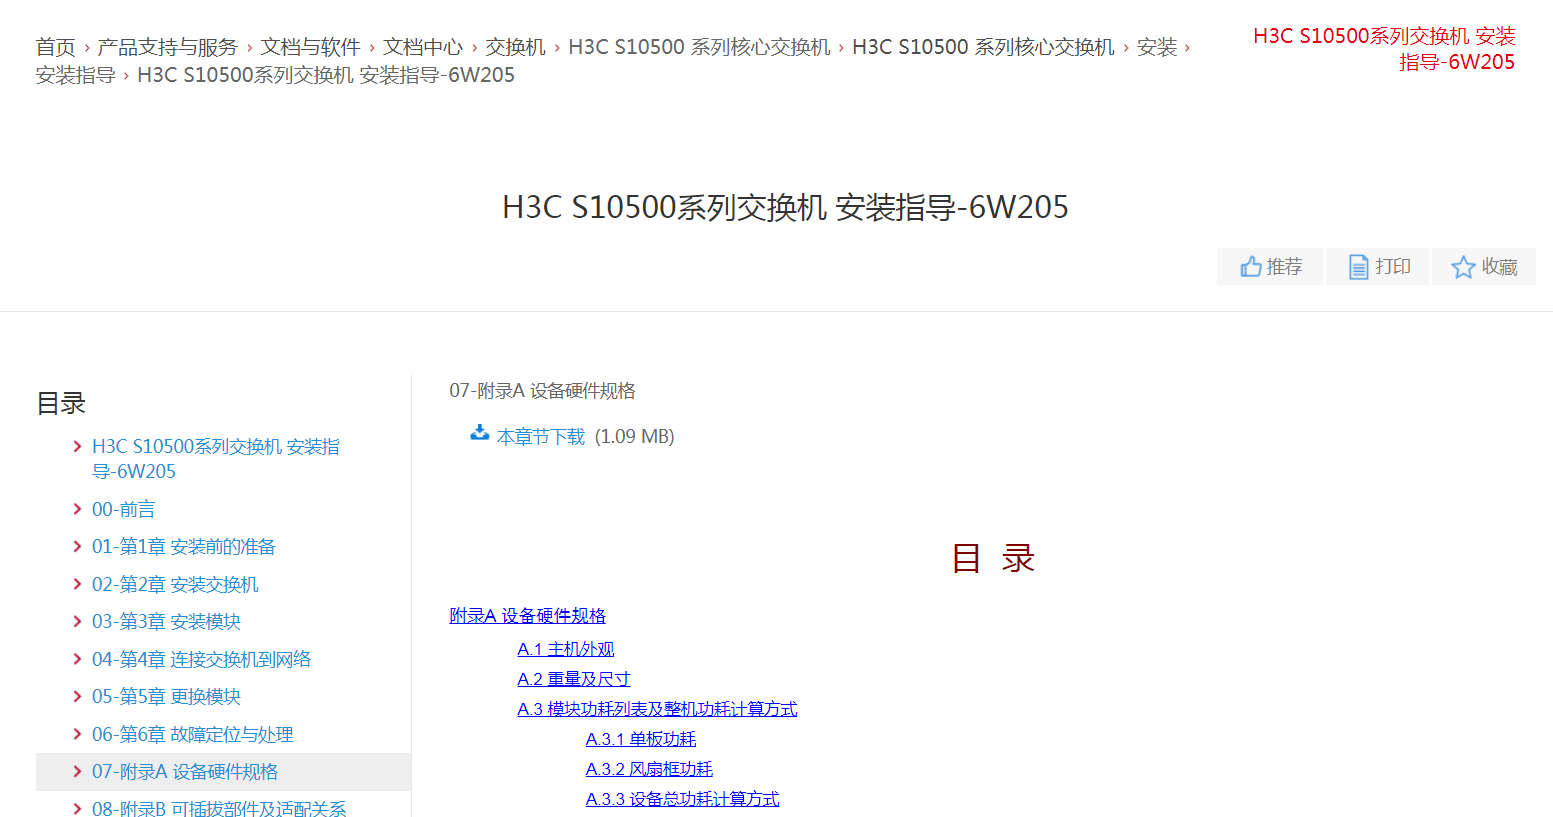 首页 › 产品支持与服务 › 文档与软件 › 文档中心 › 交换机 › H3C S10500 系列核心交换机 › H3C S10500 系列核心交换机 › 安装 ›
安装指导 › H3C S10500系列交换机 安装指导-6W205
H3C S10500系列交换机 安装
指导-6W205
H3C S10500系列交换机 安装指导-6W205
推荐 打印 收藏
目录
H3C S10500系列交换机 安装指
导-6W205
00-前言
01-第1章 安装前的准备
02-第2章 安装交换机
03-第3章 安装模块
04-第4章 连接交换机到网络
05-第5章 更换模块
06-第6章 故障定位与处理
07-附录A 设备硬件规格
08-附录B 可插拔部件及适配关系
07-附录A 设备硬件规格
本章节下载 (1.09 MB)
目 录
附录A 设备硬件规格
A.1 主机外观
A.2 重量及尺寸
A.3 模块功耗列表及整机功耗计算方式
A.3.1 单板功耗
A.3.2 风扇框功耗
A.3.3 设备总功耗计算方式